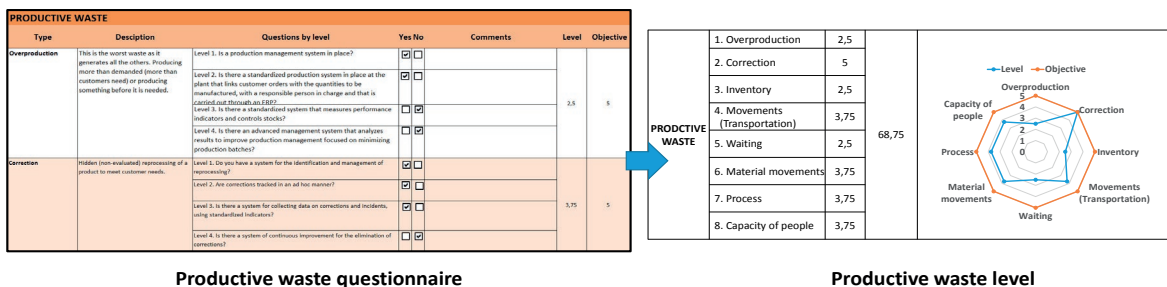 PRODUCTIVE WASTE
Type Desciption Questions by level Yes No Comments Level Objective
Overproduction
This is the worst waste as it
generates all the others. Producing
more than demanded (more than
customers need) or producing
something before it is needed.
Level 1. Is a production management system in place?
Level 2. Is there a standardized production system in place at the
plant that links customer orders with the quantities to be
manufactured, with a responsible person in charge and that is
carried out through an ERP?
Level 3. Is there a standardized system that measures performance
indicators and controls stocks?
Level 4. Is there an advanced management system that analyzes
results to improve production management focused on minimizing
production batches?
2,5 5
Correction
Hidden (non-evaluated) reprocessing of a
product to meet customer needs.
Level 1. Do you have a system for the identification and management of
reprocessing?
Level 2. Are corrections tracked in an ad hoc manner?
Level 3. Is there a system for collecting data on corrections and incidents,
using standardized indicators?
Level 4. Is there a system of continuous improvement for the elimination of
corrections?
3,75 5
Productive waste questionnaire
PRODCTIVE
WASTE
1. Overproduction 2,5
2. Correction 5
3. Inventory 2,5
4. Movements
(Transportation) 3,75
5. Waiting 2,5
6. Material movements 3,75
7. Process 3,75
8. Capacity of people 3,75
68,75
Level Objective
Overproduction
Correction
Inventory
Movements
(Transportation)
Waiting
Material
movements
Process
Capacity of
people
5
4
3
2
1
0
Productive waste level